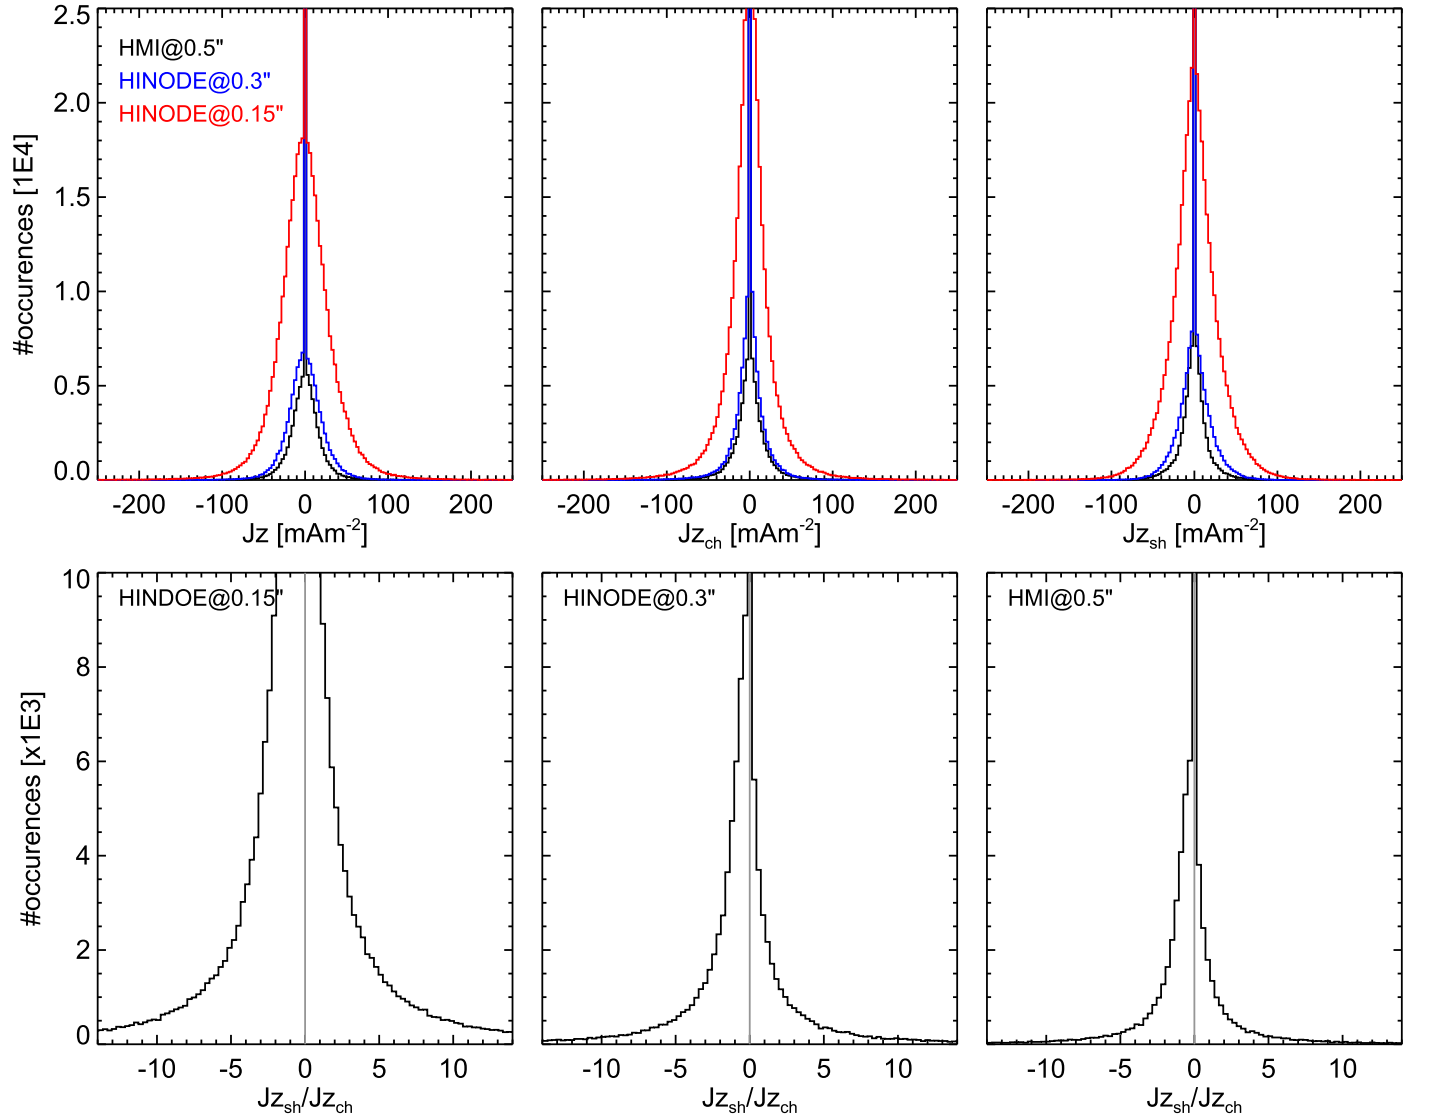 2.5
2.0
1.5
1.0
0.5
0.0
#occurences [1E4]
HMI@0.5"
HINODE@0.3"
HINODE@0.15"
-200 -100 0 100 200
Jz [mAm-2]
-200 -100 0 100 200
Jzch [mAm-2]
-200 -100 0 100 200
Jzsh [mAm-2]
10
8
6
4
2
0
#occurences [x1E3]
HINDOE@0.15"
-10 -5 0 5 10
Jzsh/Jzch
HINODE@0.3"
-10 -5 0 5 10
Jzsh/Jzch
HMI@0.5"
-10 -5 0 5 10
Jzsh/Jzch